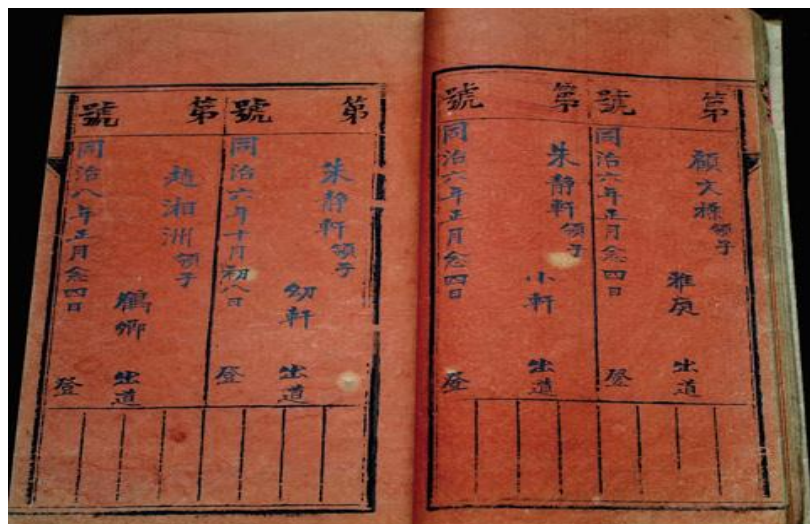 第號
顧文標領子
雅庭
出道
同治六年正月念四日
登
第號
朱靜軒領子
小軒
出道
同治六年正月念四日
登
第號
朱靜軒領子
幼軒
出道
同治六年十月初八日
登
第號
趙湘洲領子
鶴卿
出道
同治八年正月念四日
登